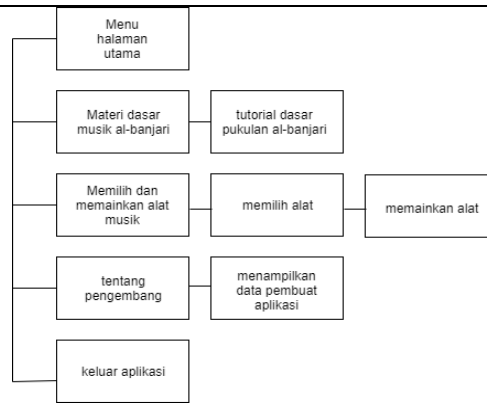 Menu
halaman
utama
Materi dasar
musik al-banjari
tutorial dasar
pukulan al-banjari
Memilih dan
memainkan alat
musik
memilih alat
memainkan alat
tentang
pengembang
menampilkan
data pembuat
aplikasi
keluar aplikasi